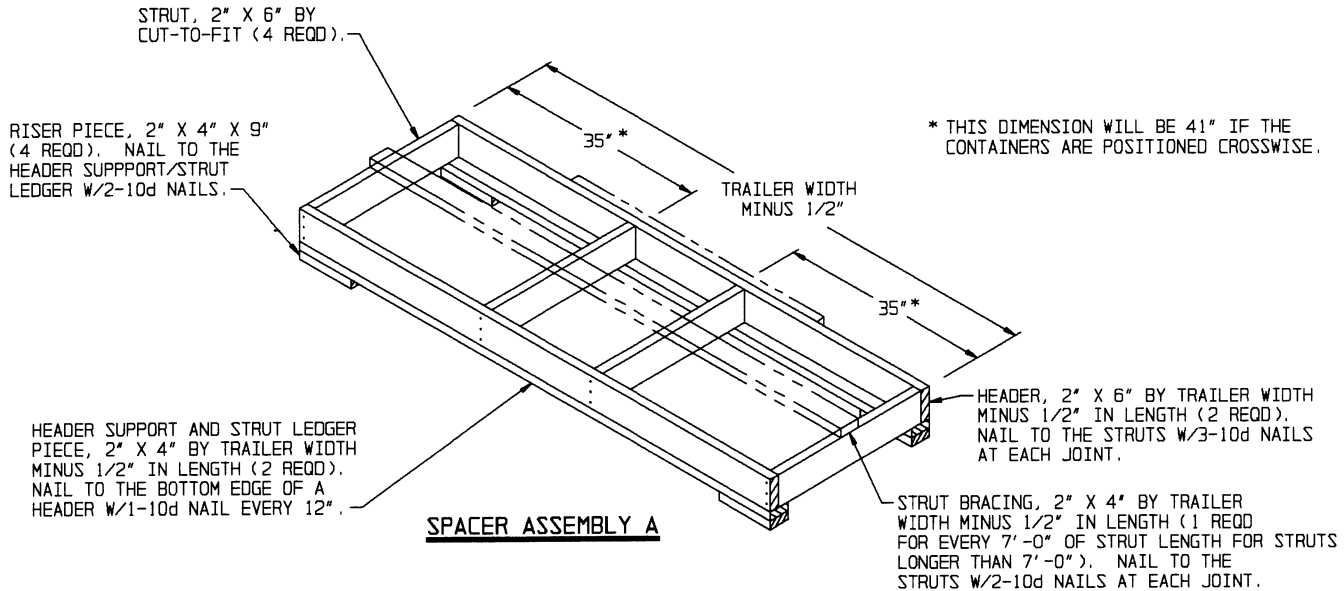 STRUT, 2" X 6" BY
CUT-TO-FIT (4 REQD).
RISER PIECE, 2" X 4" X 9"
(4 REQD). NAIL TO THE
HEADER SUPPPORT/STRUT
LEDGER W/2-10d NAILS.
35"*
TRAILER WIDTH
MINUS 1/2"
35"*
* THIS DIMENSION WILL BE 41" IF THE
CONTAINERS ARE POSITIONED CROSSWISE.
HEADER, 2" X 6" BY TRAILER WIDTH
MINUS 1/2" IN LENGTH (2 REQD).
NAIL TO THE STRUTS W/3-10d NAILS
AT EACH JOINT.
HEADER SUPPORT AND STRUT LEDGER
PIECE, 2" X 4" BY TRAILER WIDTH
MINUS 1/2" IN LENGTH (2 REQD).
NAIL TO THE BOTTOM EDGE OF A
HEADER W/1-10d NAIL EVERY 12".
SPACER ASSEMBLY A
STRUT BRACING, 2" X 4" BY TRAILER
WIDTH MINUS 1/2" IN LENGTH (1 REQD
FOR EVERY 7'-0" OF STRUT LENGTH FOR STRUTS
LONGER THAN 7'-0"). NAIL TO THE
STRUTS W/2-10d NAILS AT EACH JOINT.